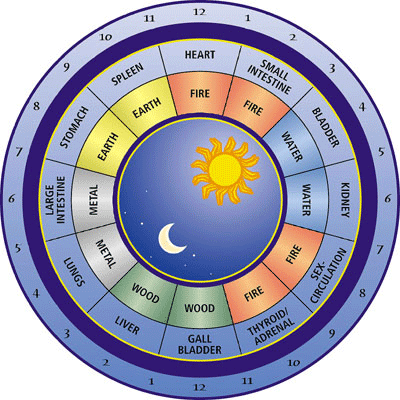 12
1
2
3
4
5
6
7
8
9
10
11
12
1
2
3
4
5
6
7
8
9
10
11
HEART
SMALL
INTESTINE
BLADDER
KIDNEY
SEX-
CIRCULATION
THYROID/
ADRENAL
GALL
BLADDER
LIVER
LUNGS
LARGE
INTESTINE
STOMACH
SPLEEN
FIRE
FIRE
WATER
WATER
FIRE
FIRE
WOOD
WOOD
METAL
METAL
EARTH
EARTH